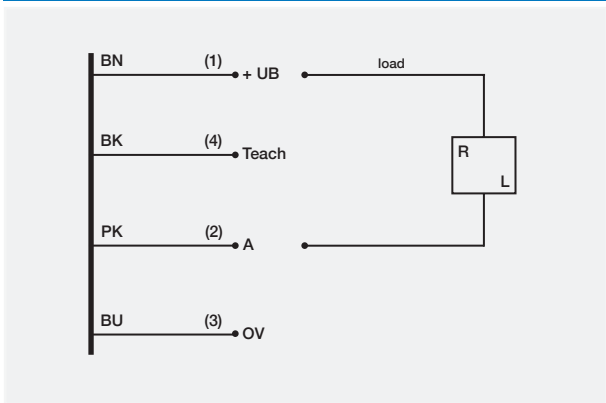 BN (1) + UB load
BK (4) Teach
R
L
PK (2) A
BU (3) OV